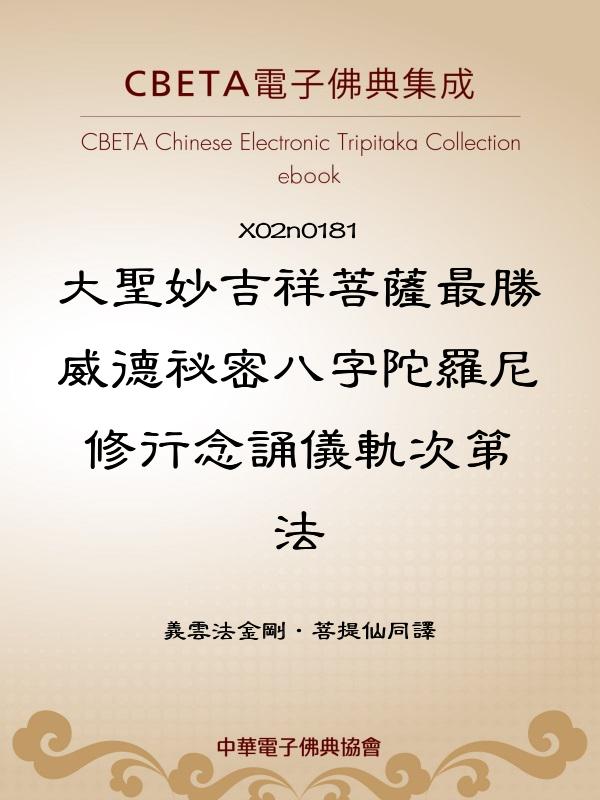 CBETA電子佛典集成
CBETA Chinese Electronic Tripitaka Collection
ebook
X02n0181
大聖妙吉祥菩薩最勝
威德祕密八字陀羅尼
修行念誦儀軌次第
法
義雲法金剛．菩提仙同譯
中華電子佛典協會